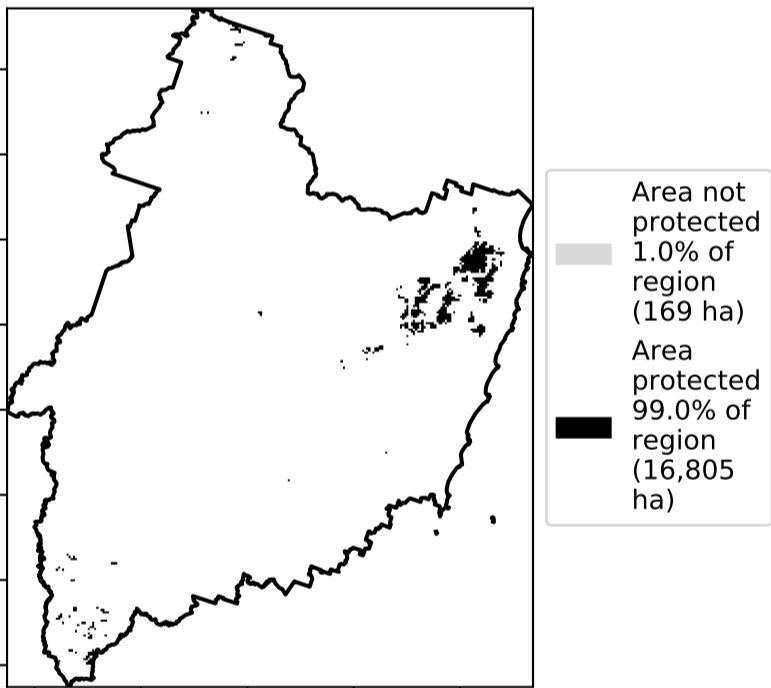 Area not
protected
1.0% of
region
(169 ha)
Area
protected
99.0% of
region
(16,805
ha)